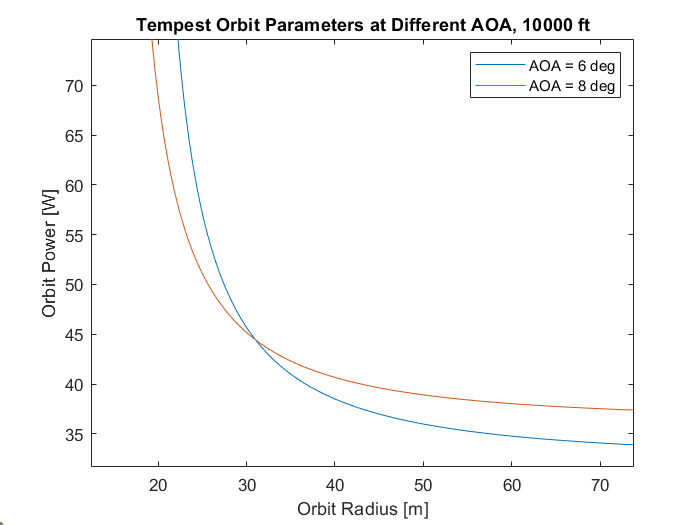 Tempest Orbit Parameters at Different AOA, 10000 ft
AOA = 6 deg
AOA = 8 deg
Orbit Power [W]
70
65
60
55
50
45
40
35
20 30 40 50 60 70
Orbit Radius [m]